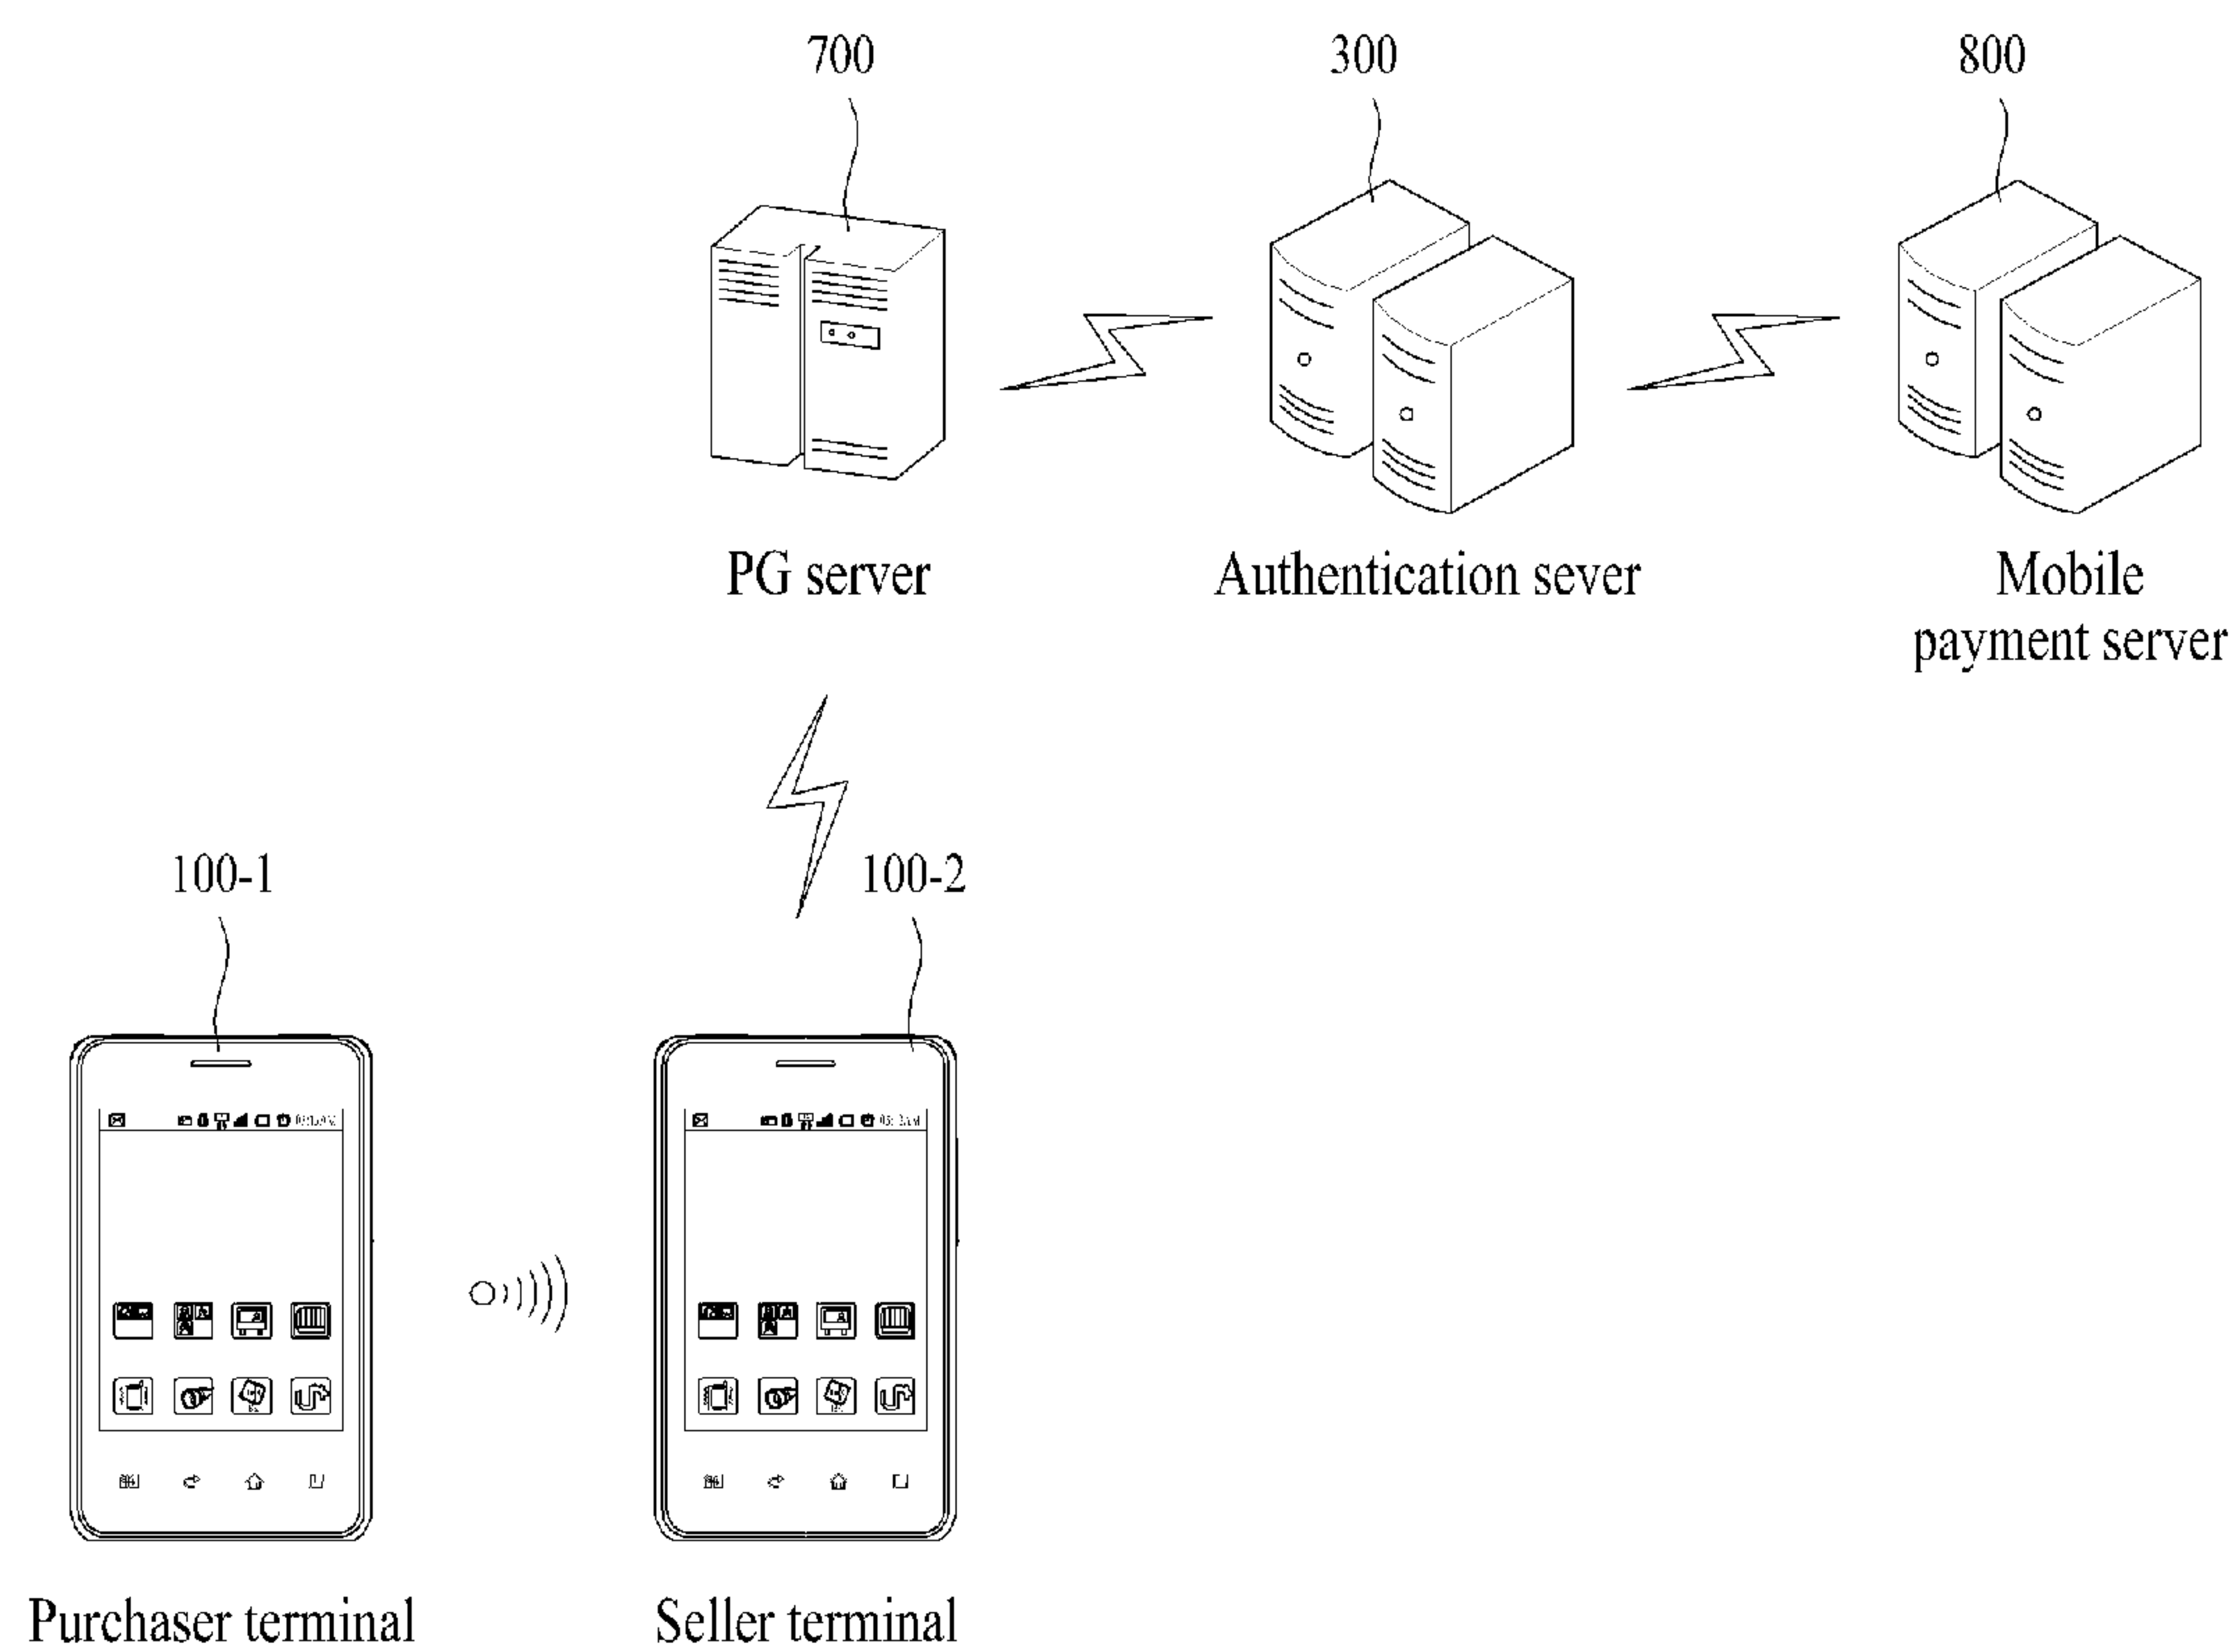 700
300
800
PG server
Authentication sever
Mobile
payment server
100-1
100-2
Purchaser terminal
Seller terminal